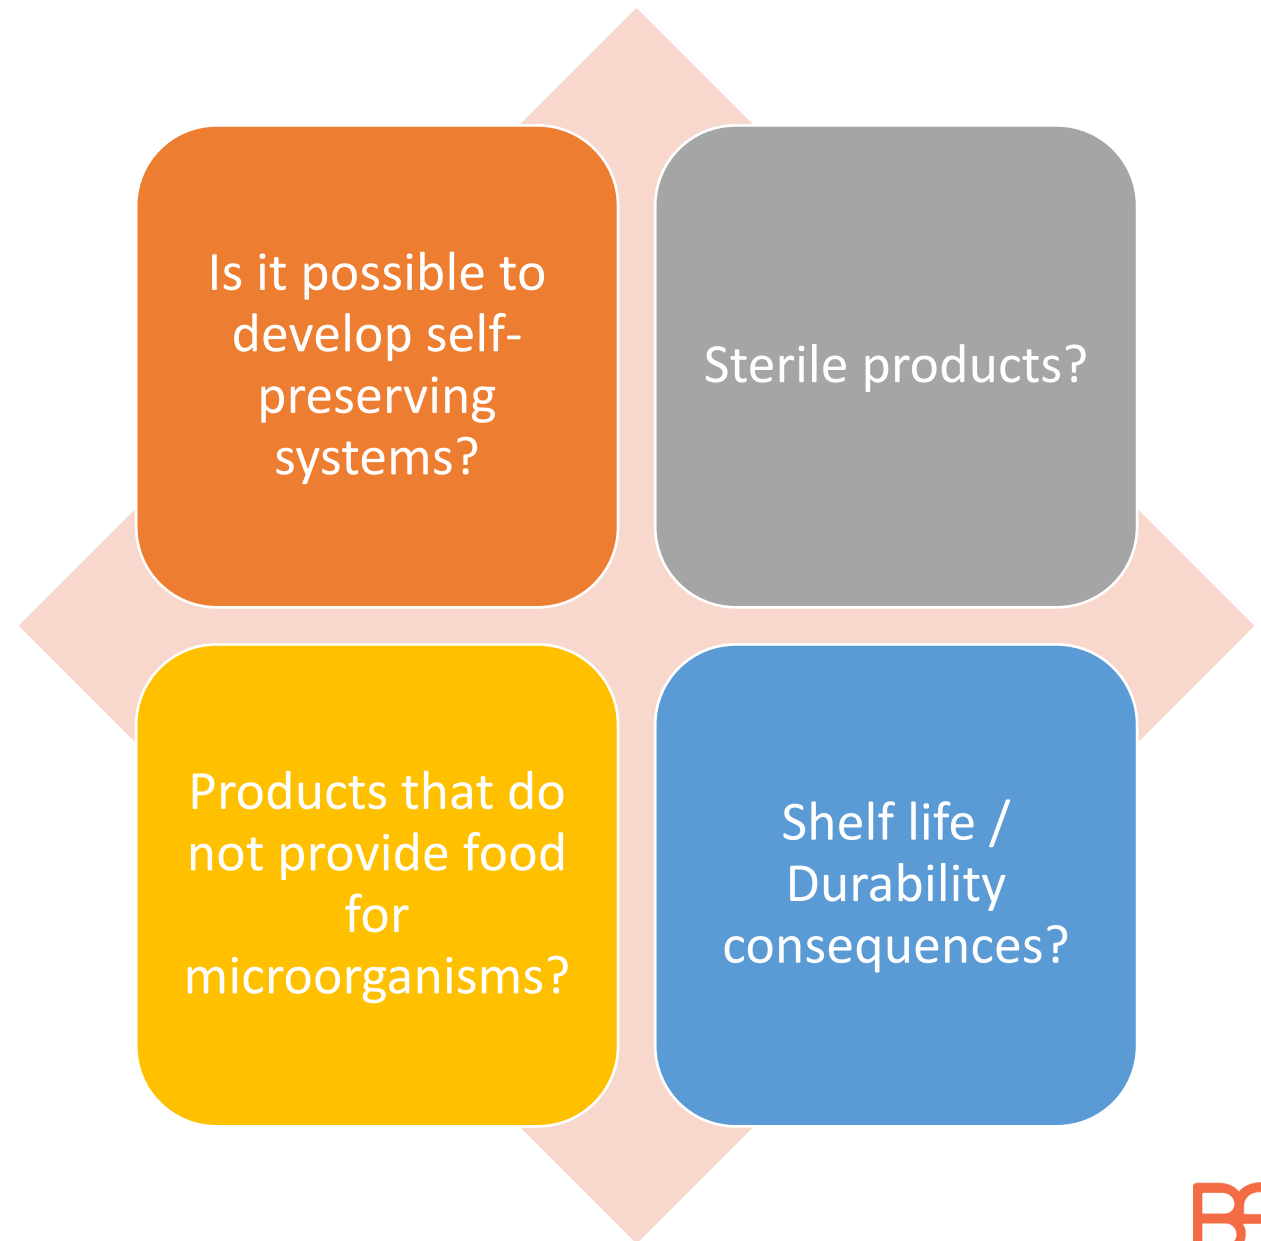 Is it possible to
develop self-
preserving
systems?
Sterile products?
Products that do
not provide food
for
microorganisms?
Shelf life /
Durability
consequences?